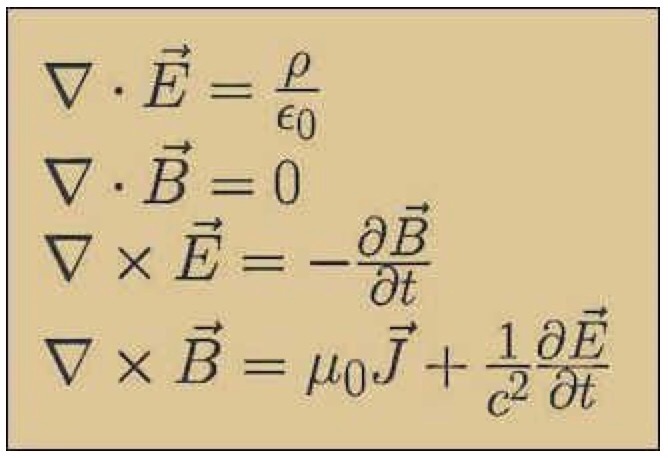 ∇ · E⃗ = ρ/ϵ₀
∇ · B⃗ = 0
∇ × E⃗ = −∂B⃗/∂t
∇ × B⃗ = μ₀J⃗ + 1/c² ∂E⃗/∂t